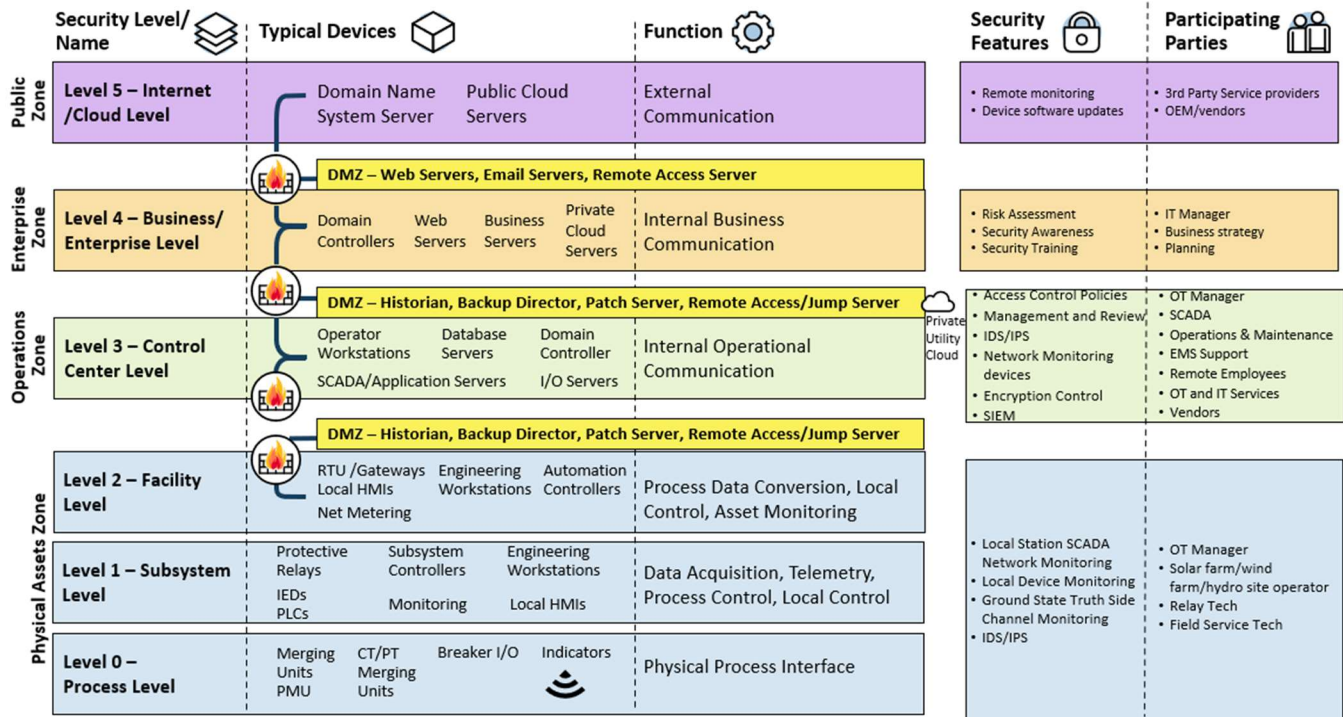 Security Level/
Name
Typical Devices
Function
Security
Features
Participating
Parties
Public
Zone
Level 5 – Internet
/Cloud Level
Domain Name
System Server
Public Cloud
Servers
External
Communication
• Remote monitoring
• Device software updates
• 3rd Party Service providers
• OEM/vendors
DMZ – Web Servers, Email Servers, Remote Access Server
Enterprise
Zone
Level 4 – Business/
Enterprise Level
Domain
Controllers
Web
Servers
Business
Servers
Private
Cloud
Servers
Internal Business
Communication
• Risk Assessment
• Security Awareness
• Security Training
• IT Manager
• Business strategy
• Planning
DMZ – Historian, Backup Director, Patch Server, Remote Access/Jump Server
Private
Utility
Cloud
Operations
Zone
Level 3 – Control
Center Level
Operator
Workstations
Database
Servers
Domain
Controller
SCADA/Application Servers
I/O Servers
Internal Operational
Communication
• Access Control Policies
• Management and Review
• IDS/IPS
• Network Monitoring
devices
• Encryption Control
• SIEM
• OT Manager
• SCADA
• Operations & Maintenance
• EMS Support
• Remote Employees
• OT and IT Services
• Vendors
DMZ – Historian, Backup Director, Patch Server, Remote Access/Jump Server
Physical Assets Zone
Level 2 – Facility
Level
RTU /Gateways
Local HMIs
Net Metering
Engineering
Workstations
Automation
Controllers
Process Data Conversion, Local
Control, Asset Monitoring
Level 1 – Subsystem
Level
Protective
Relays
IEDs
PLCs
Subsystem
Controllers
Monitoring
Engineering
Workstations
Local HMIs
Data Acquisition, Telemetry,
Process Control, Local Control
Level 0 –
Process Level
Merging
Units
PMU
CT/PT
Merging
Units
Breaker I/O
Indicators
Physical Process Interface
• Local Station SCADA
Network Monitoring
• Local Device Monitoring
• Ground State Truth Side
Channel Monitoring
• IDS/IPS
• OT Manager
• Solar farm/wind
farm/hydro site operator
• Relay Tech
• Field Service Tech